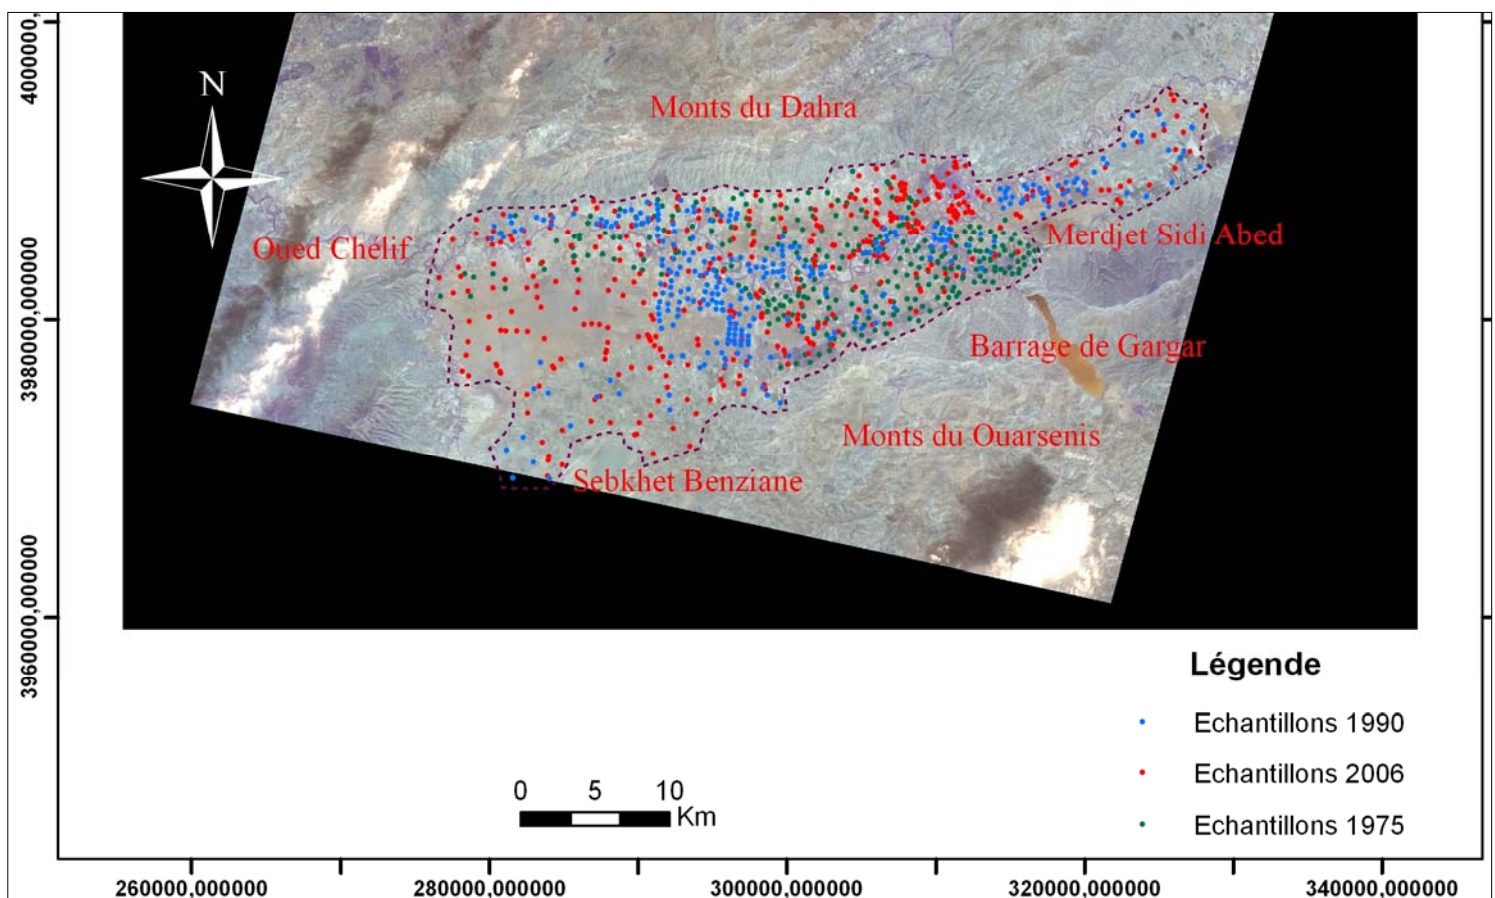 4000000,
N
Monts du Dahra
Oued Chélif
Merdjet Sidi Abed
3980000,000000
Barrage de Gargar
Monts du Ouarsenis
Sebkhet Benziane
3960000,000000
Légende
Echantillons 1990
Echantillons 2006
Echantillons 1975
0 5 10
Km
260000,000000 280000,000000 300000,000000 320000,000000 340000,000000